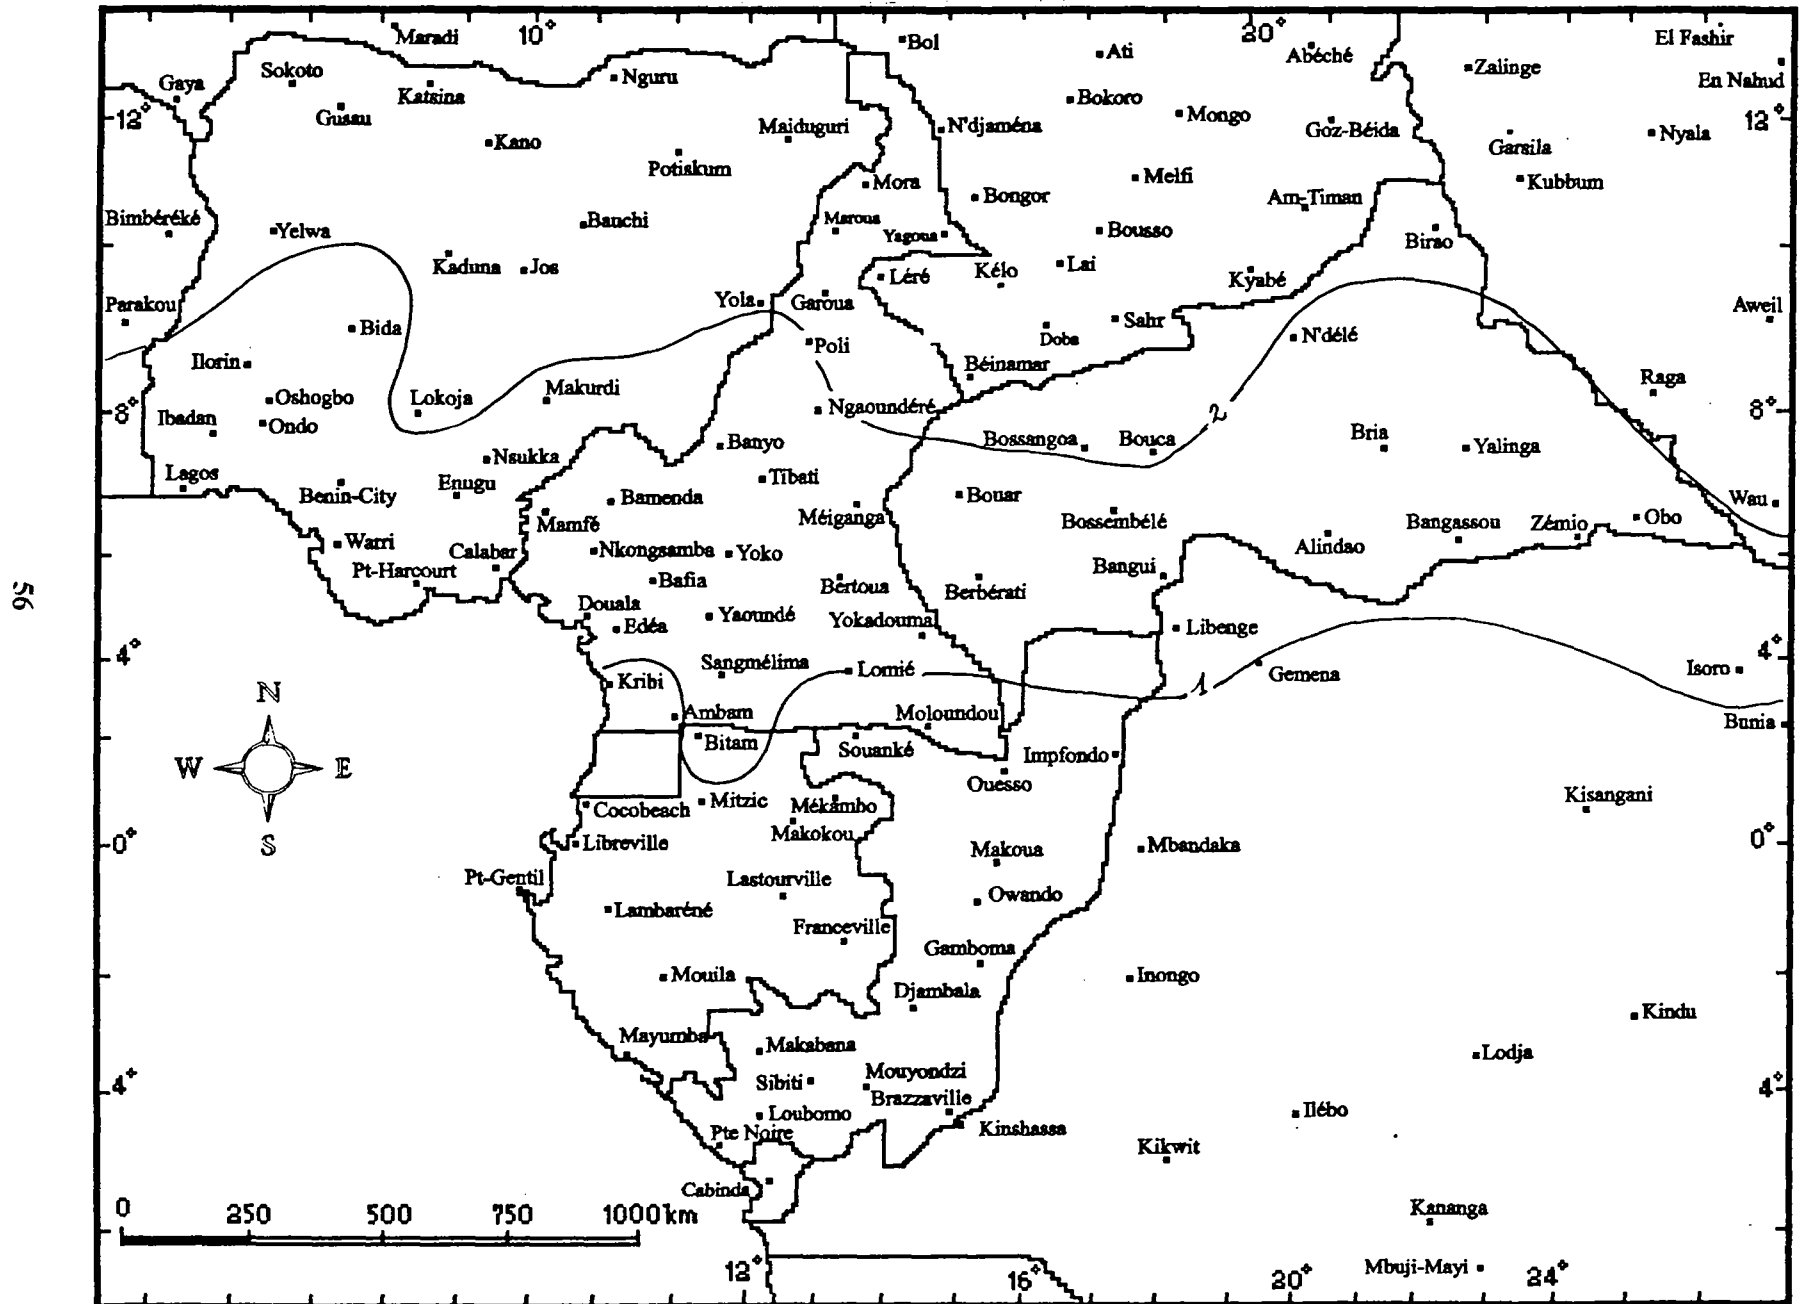 Maradi
10°
Bol
Ati
20°
Abéché
El Fashir
Gaya
Sokoto
Katsina
Nguru
Zalinge
En Nahud
12°
Gusau
Bokoro
Mongo
Goz-Béida
12°
Kano
Maiduguri
N'djaména
Garsila
Nyala
Potiskum
Mora
Melfi
Kubbum
Bimbéréké
Yelwa
Bauchi
Maroua
Bongor
Am-Timan
Yagoua
Bousso
Birao
Kaduna
Jos
Léré
Kélo
Lai
Kyabé
Parakou
Yola
Garoua
Aweil
Bida
Poli
Doba
Sahr
N'délé
Ilorin
Béinamar
Oshogbo
Lokoja
Makurdi
Raga
8°
Ibadan
Ondo
Ngaoundéré
2
8°
Nsukka
Banyo
Bossangoa
Bouca
Bria
Yalinga
Lagos
Benin-City
Enugu
Bamenda
Tibati
Bouar
Wau
Mamfé
Méiganga
Bossembélé
Bangassou
Zémio
Obo
Warri
Calabar
Nkongsamba
Yoko
Alindao
Pt-Harcourt
Bafia
Bertoua
Berbérati
Bangui
56
Douala
Edéa
Yaoundé
Yokadouma
Libenge
4°
Sangmélima
Lomié
4°
Isoro
Kribi
1
Gemena
N
Ambam
Moloundou
Bunia
W
E
Bitam
Souanké
Impfondo
S
Ouesso
Cocobeach
Mitzic
Mékambo
Kisangani
Makokou
0°
Libreville
Makoua
Mbandaka
0°
Pt-Gentil
Lastourville
Owando
Lambaréné
Franceville
Gamboma
Mouila
Djambala
Inongo
Kindu
Mayumba
Makabana
Lodja
4°
Sibiti
Mouyondzi
4°
Brazzaville
Loubomo
Ilébo
Pte Noire
Kinshassa
Kikwit
Cabinda
0 250 500 750 1000 km
Kananga
12°
16°
20°
Mbuji-Mayi
24°